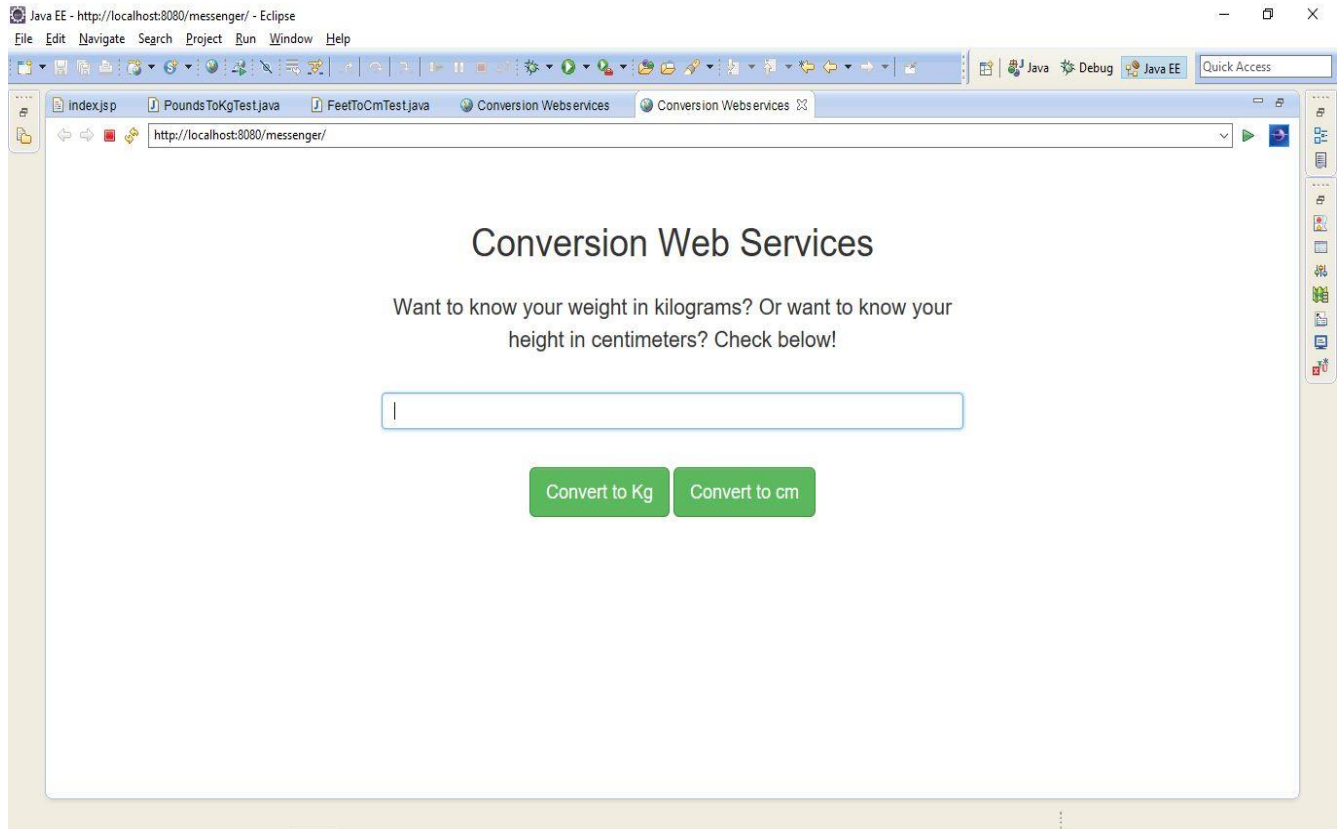 Java EE - http://localhost:8080/messenger/ - Eclipse
File Edit Navigate Search Project Run Window Help
Java Debug Java EE Quick Access
index.jsp PoundsToKgTest.java FeetToCmTest.java Conversion Webservices Conversion Webservices
http://localhost:8080/messenger/
Conversion Web Services
Want to know your weight in kilograms? Or want to know your
height in centimeters? Check below!
Convert to Kg Convert to cm